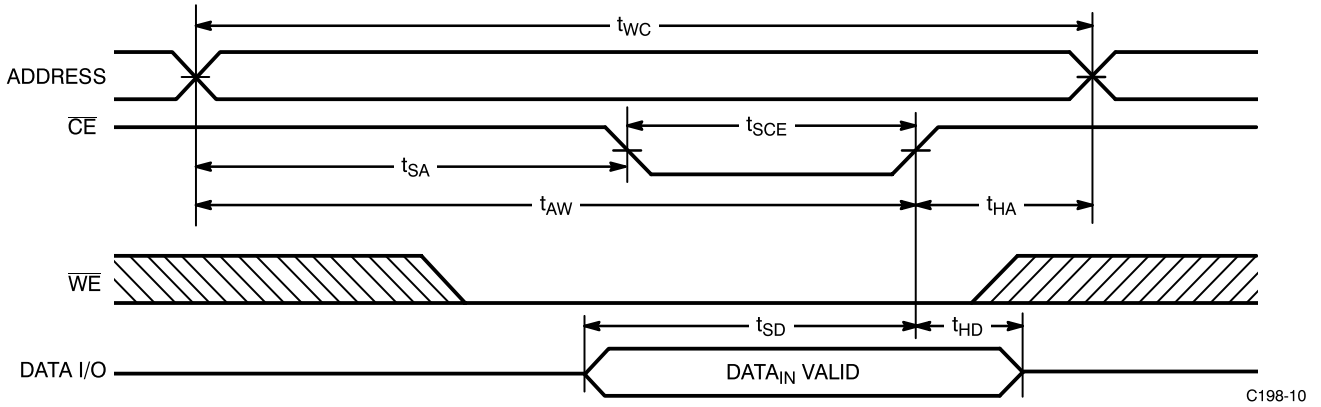 tWC
ADDRESS
CE
tSCE
tSA
tAW
tHA
WE
tSD
tHD
DATA I/O
DATAIN VALID
C198-10